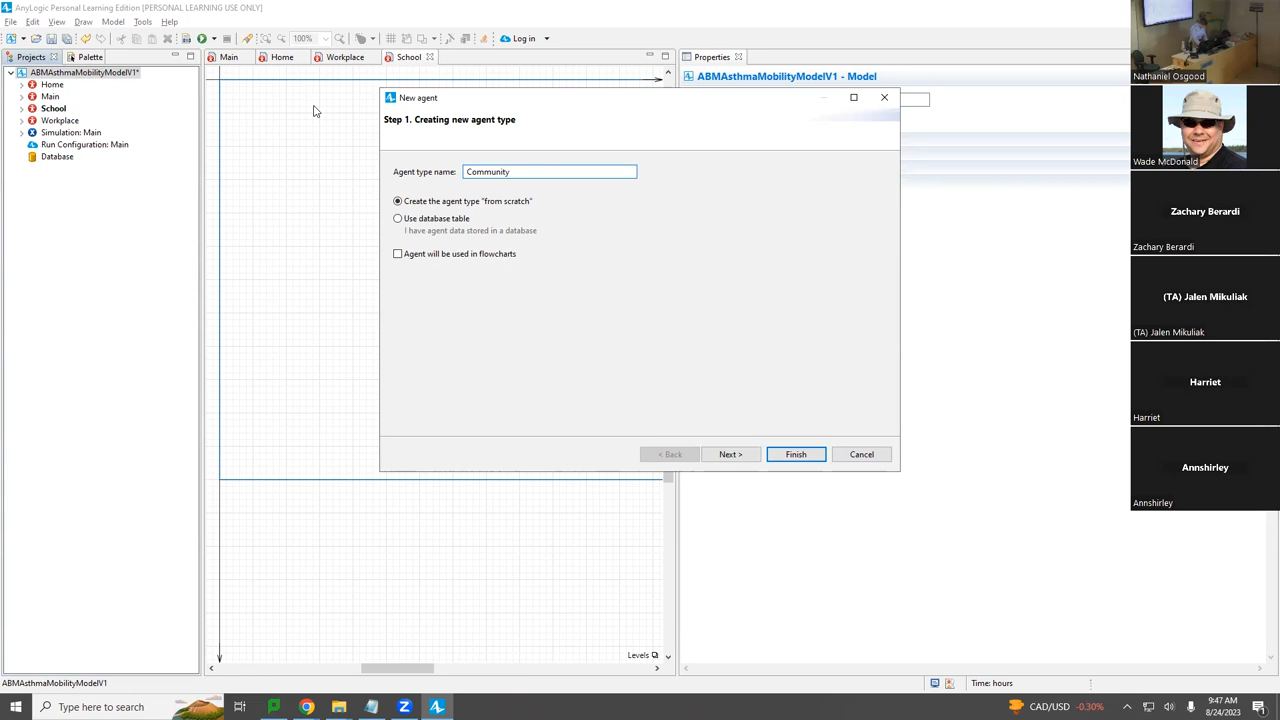 AnyLogic Personal Learning Edition [PERSONAL LEARNING USE ONLY]
File Edit View Draw Model Tools Help
100% Log in
Projects Palette Main Home Workplace School Properties
ABMAsthmaMobilityModelV1*
Home
Main
School
Workplace
Simulation: Main
Run Configuration: Main
Database
ABMAsthmaMobilityModelV1 - Model
New agent
Step 1. Creating new agent type
Agent type name: Community
Create the agent type "from scratch"
Use database table
I have agent data stored in a database
Agent will be used in flowcharts
< Back Next > Finish Cancel
Levels
ABMAsthmaMobilityModelV1
Time: hours
Nathaniel Osgood
Wade McDonald
Zachary Berardi
Zachary Berardi
(TA) Jalen Mikuliak
(TA) Jalen Mikuliak
Harriet
Harriet
Annshirley
Annshirley
Type here to search
CAD/USD -0.30%
9:47 AM
8/24/2023
1